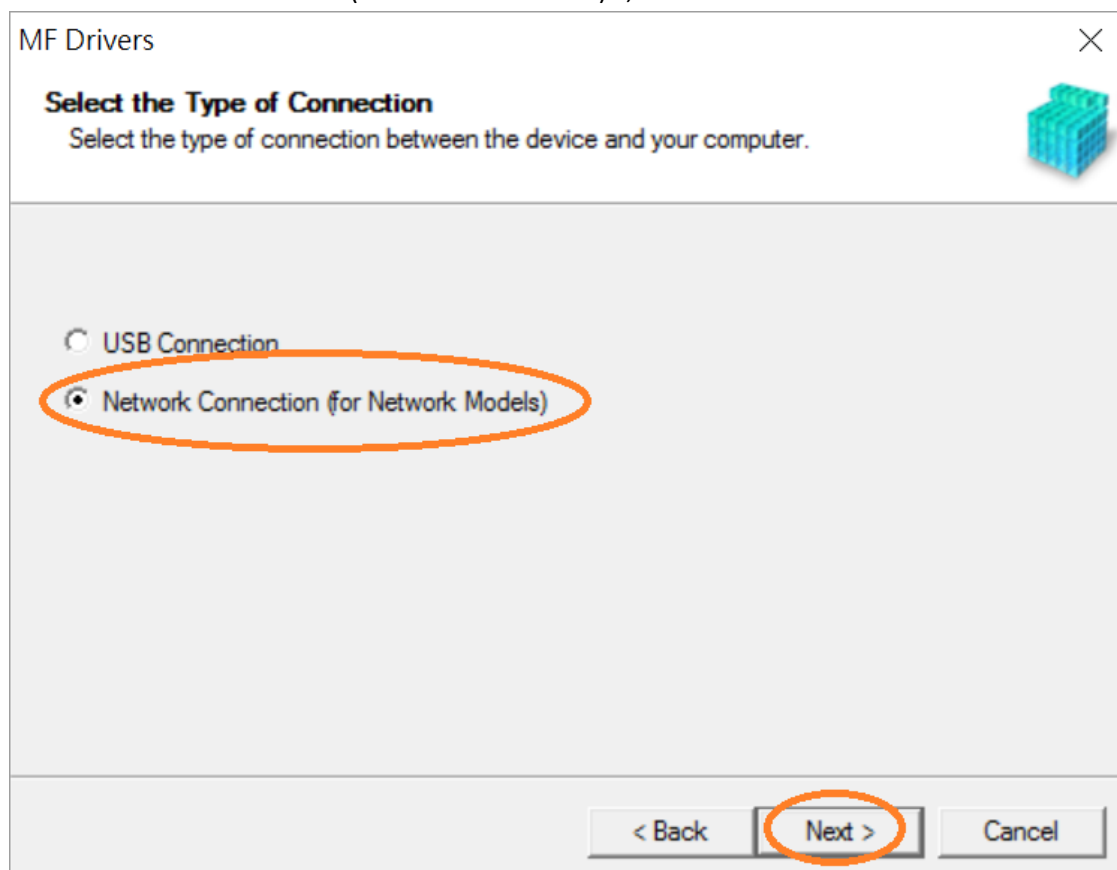 MF Drivers
Select the Type of Connection
Select the type of connection between the device and your computer.
USB Connection
Network Connection (for Network Models)
< Back Next > Cancel